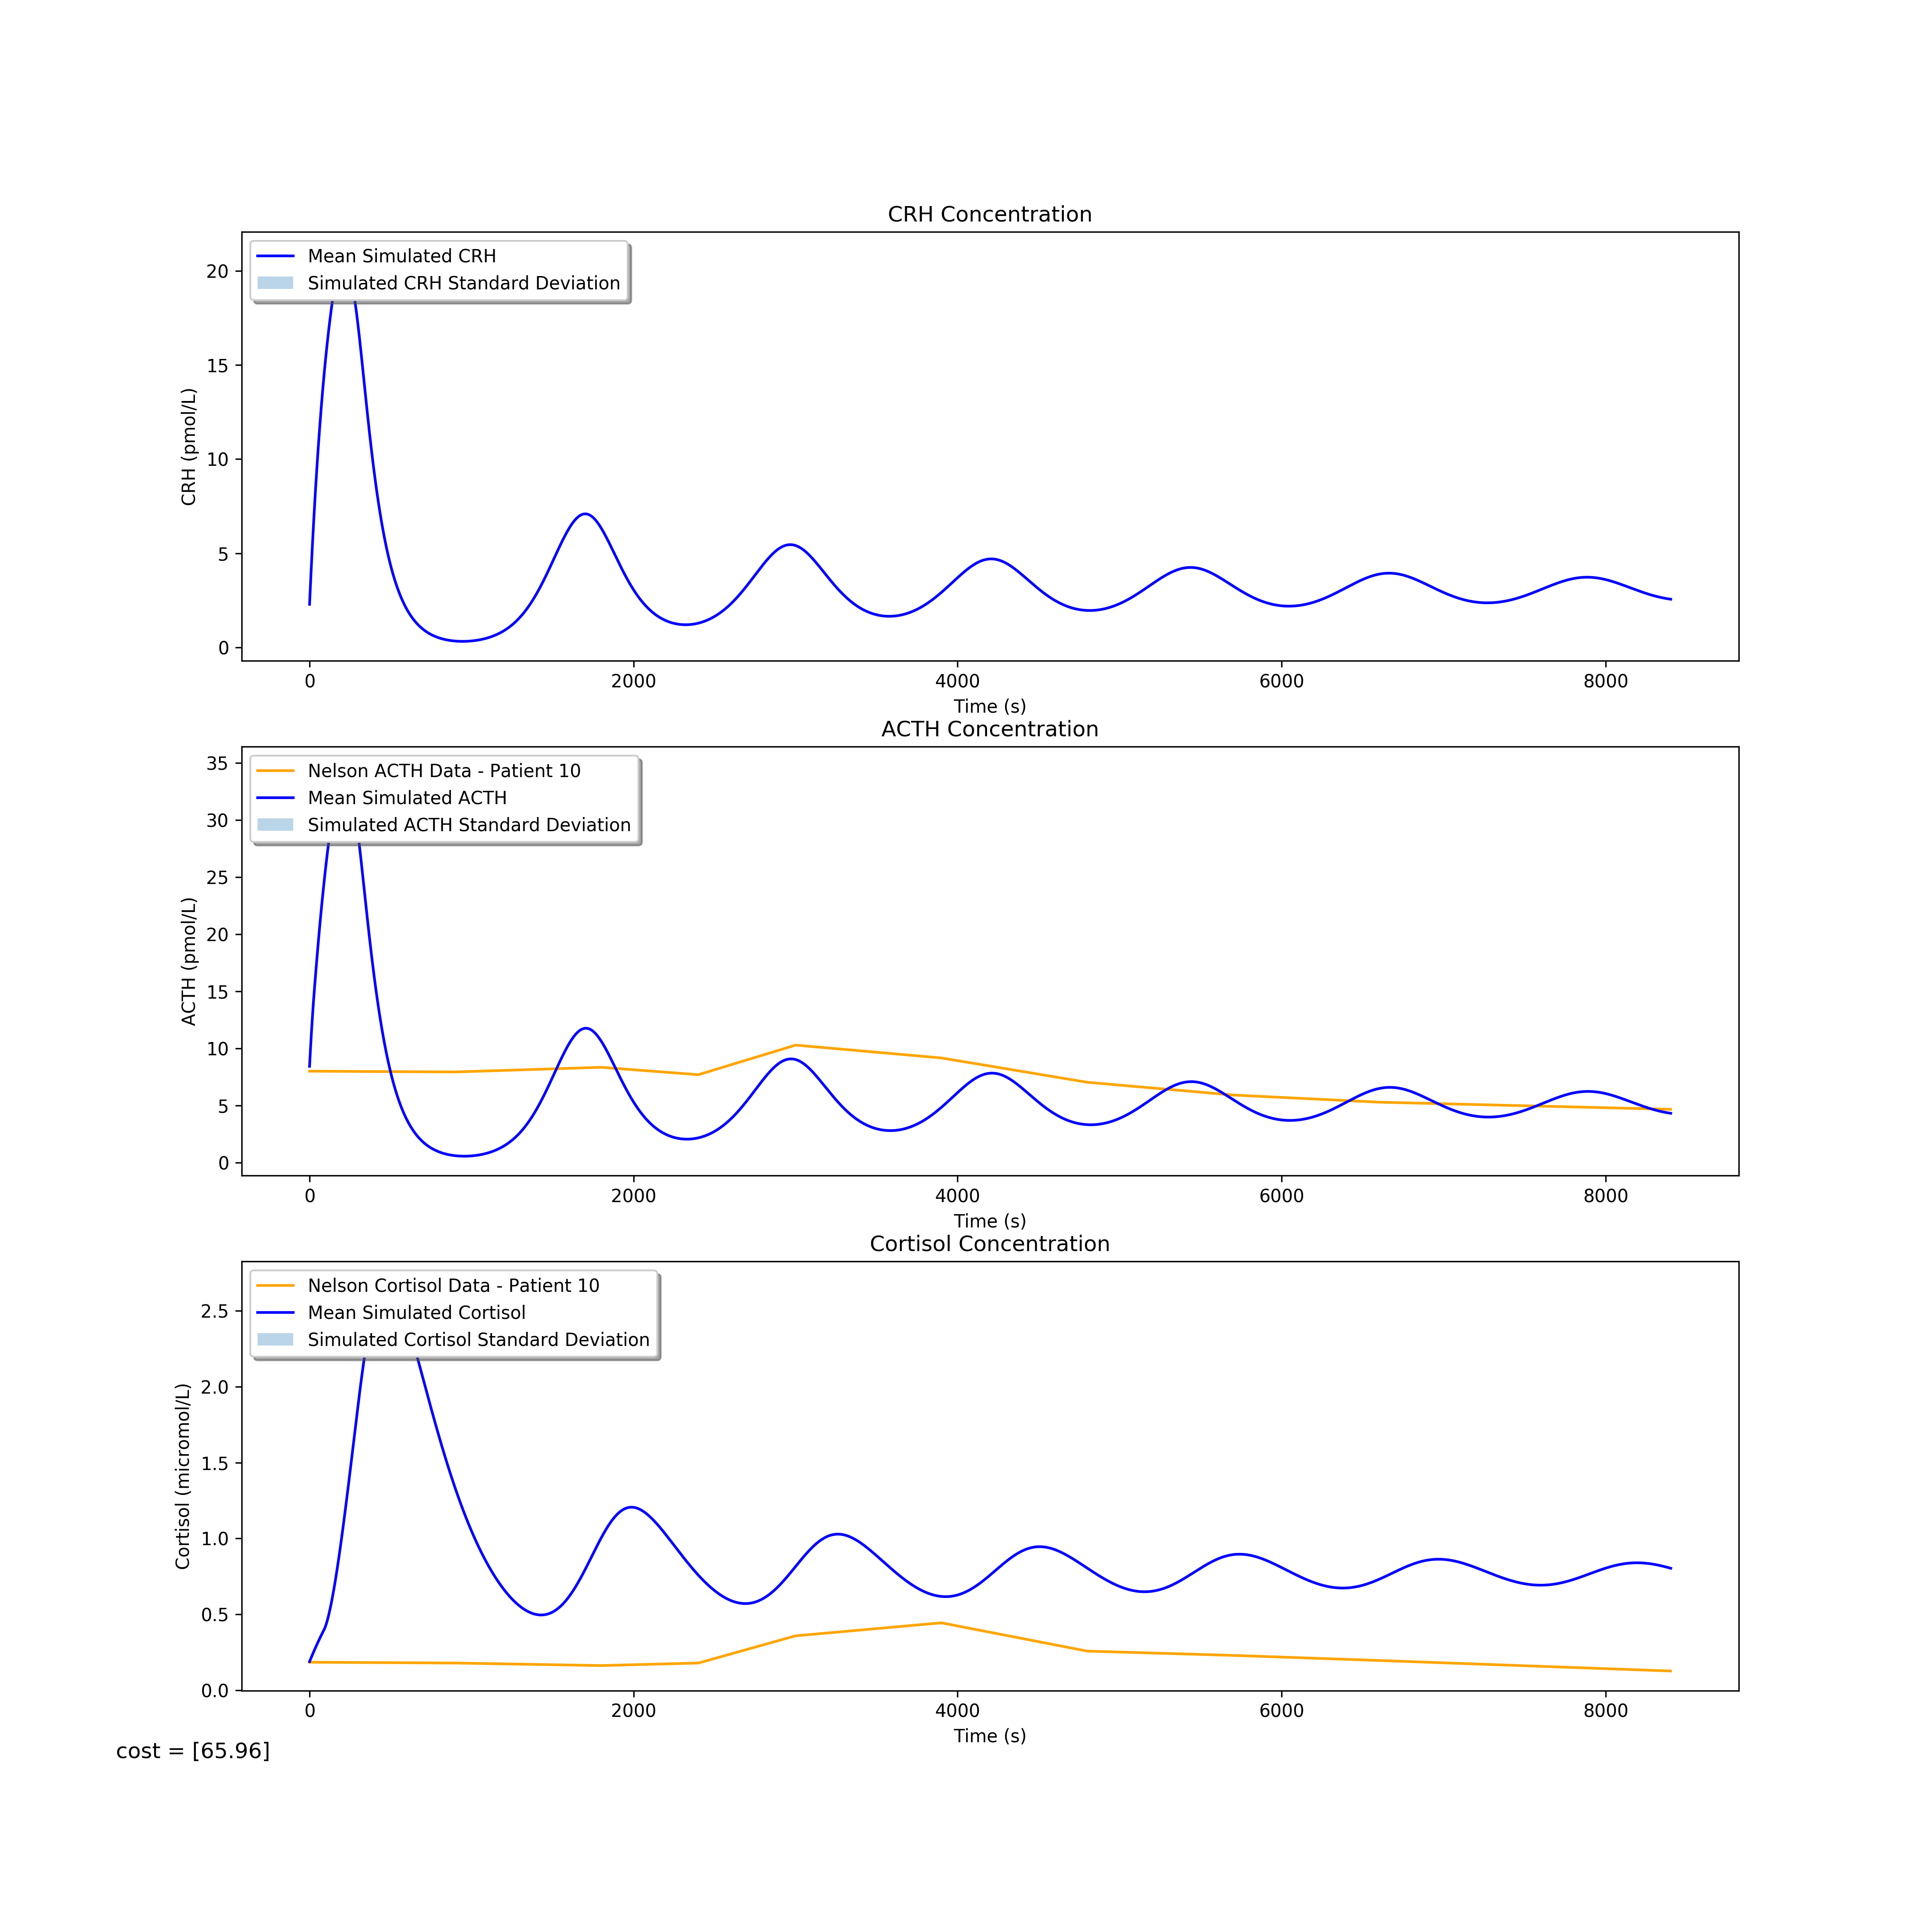 CRH Concentration
Mean Simulated CRH
Simulated CRH Standard Deviation
20
15
10
5
0
CRH (pmol/L)
0 2000 4000 6000 8000
Time (s)
ACTH Concentration
Nelson ACTH Data - Patient 10
Mean Simulated ACTH
Simulated ACTH Standard Deviation
35
30
25
20
15
10
5
0
ACTH (pmol/L)
0 2000 4000 6000 8000
Time (s)
Cortisol Concentration
Nelson Cortisol Data - Patient 10
Mean Simulated Cortisol
Simulated Cortisol Standard Deviation
2.5
2.0
1.5
1.0
0.5
0.0
Cortisol (micromol/L)
0 2000 4000 6000 8000
Time (s)
cost = [65.96]